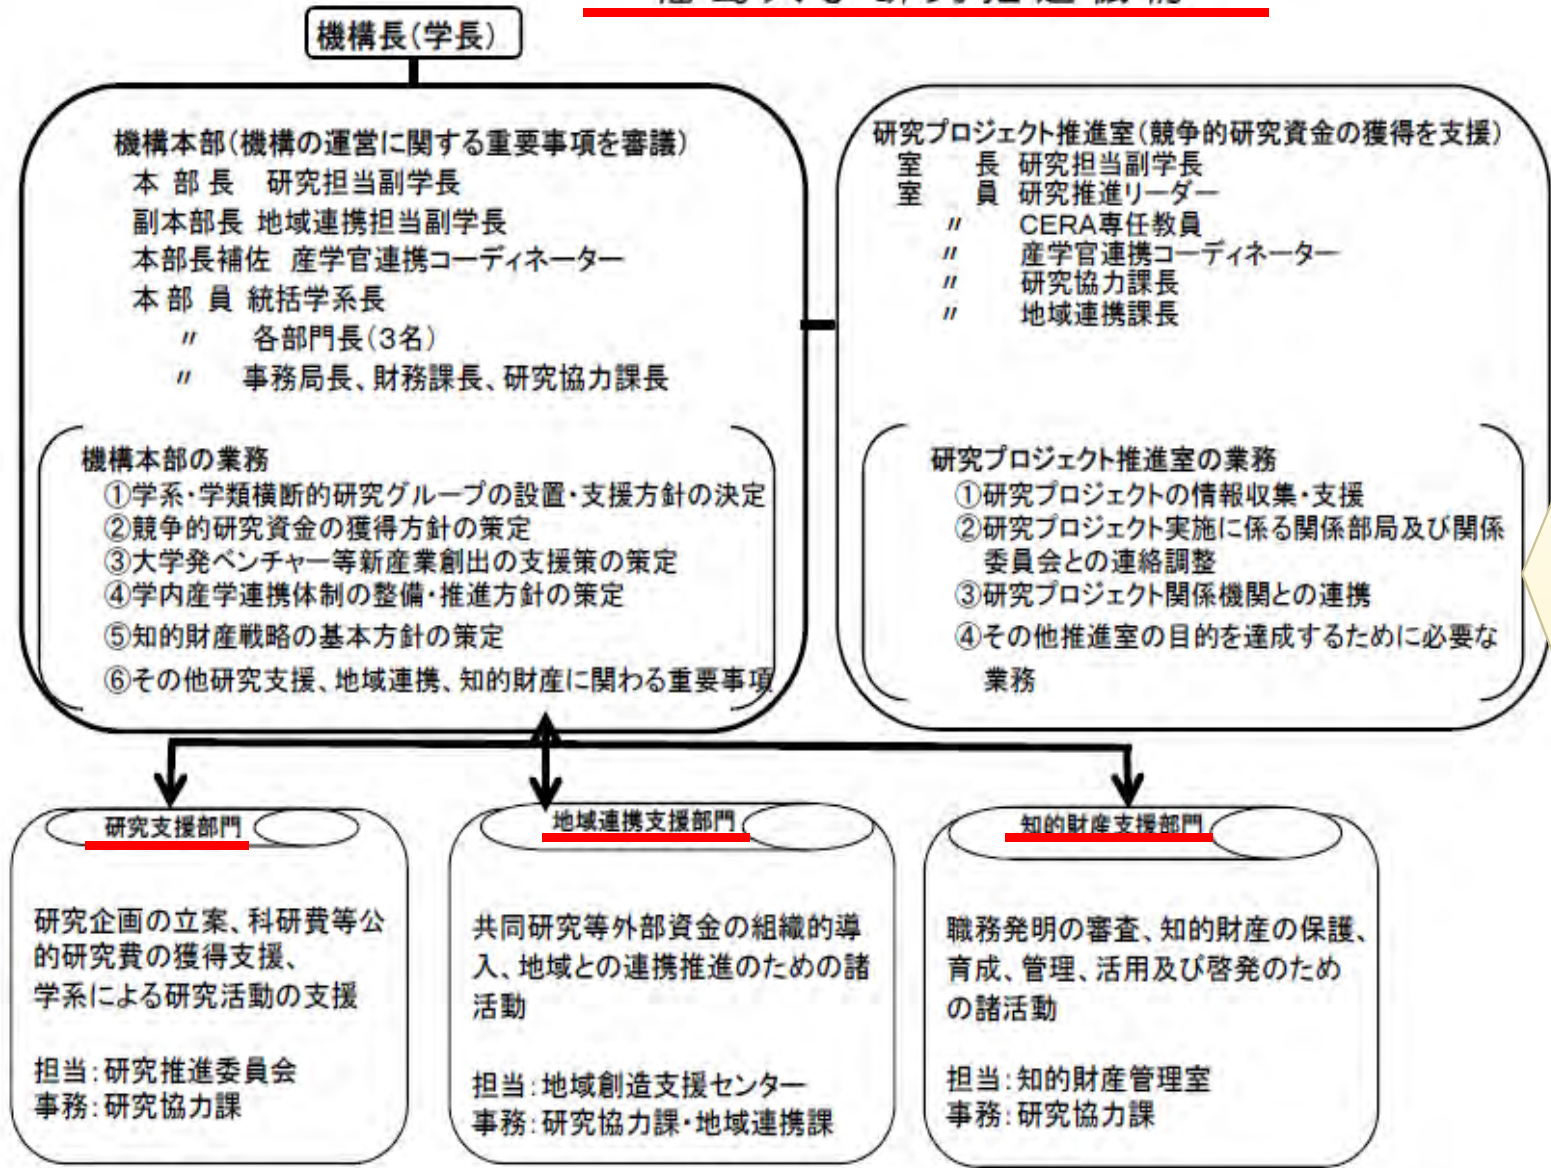 機構長(学長)
機構本部(機構の運営に関する重要事項を審議)
本 部 長 研究担当副学長
副本部長 地域連携担当副学長
本部長補佐 産学官連携コーディネーター
本 部 員 統括学系長
〃 各部門長(3名)
〃 事務局長、財務課長、研究協力課長
機構本部の業務
①学系・学類横断的研究グループの設置・支援方針の決定
②競争的研究資金の獲得方針の策定
③大学発ベンチャー等新産業創出の支援策の策定
④学内産学連携体制の整備・推進方針の策定
⑤知的財産戦略の基本方針の策定
⑥その他研究支援、地域連携、知的財産に関わる重要事項
研究プロジェクト推進室(競争的研究資金の獲得を支援)
室 長 研究担当副学長
室 員 研究推進リーダー
〃 CERA専任教員
〃 産学官連携コーディネーター
〃 研究協力課長
〃 地域連携課長
研究プロジェクト推進室の業務
①研究プロジェクトの情報収集・支援
②研究プロジェクト実施に係る関係部局及び関係
委員会との連絡調整
③研究プロジェクト関係機関との連携
④その他推進室の目的を達成するために必要な
業務
研究支援部門
研究企画の立案、科研費等公
的研究費の獲得支援、
学系による研究活動の支援
担当:研究推進委員会
事務:研究協力課
地域連携支援部門
共同研究等外部資金の組織的導
入、地域との連携推進のための諸
活動
担当:地域創造支援センター
事務:研究協力課・地域連携課
知的財産支援部門
職務発明の審査、知的財産の保護、
育成、管理、活用及び啓発のため
の諸活動
担当:知的財産管理室
事務:研究協力課